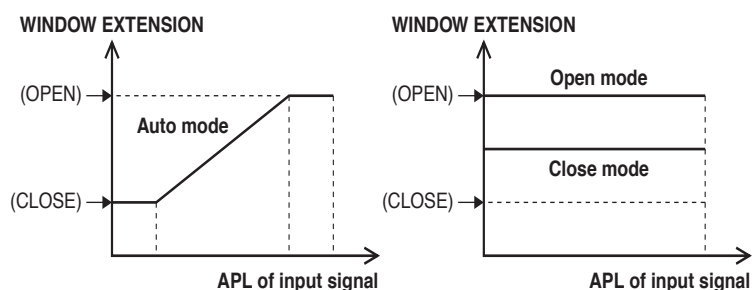 WINDOW EXTENSION
(OPEN)
Auto mode
(CLOSE)
APL of input signal
WINDOW EXTENSION
Open mode
(OPEN)
Close mode
(CLOSE)
APL of input signal